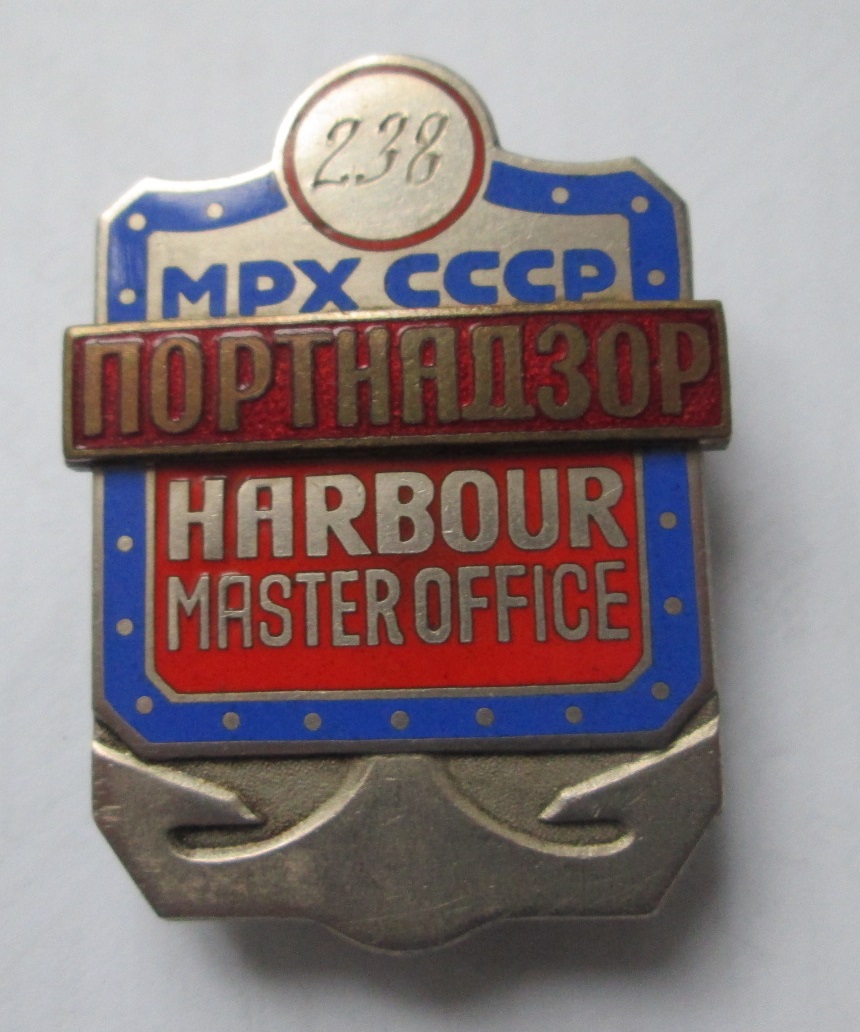 238
МРХ СССР
ПОРТНАДЗОР
HARBOUR
MASTER OFFICE